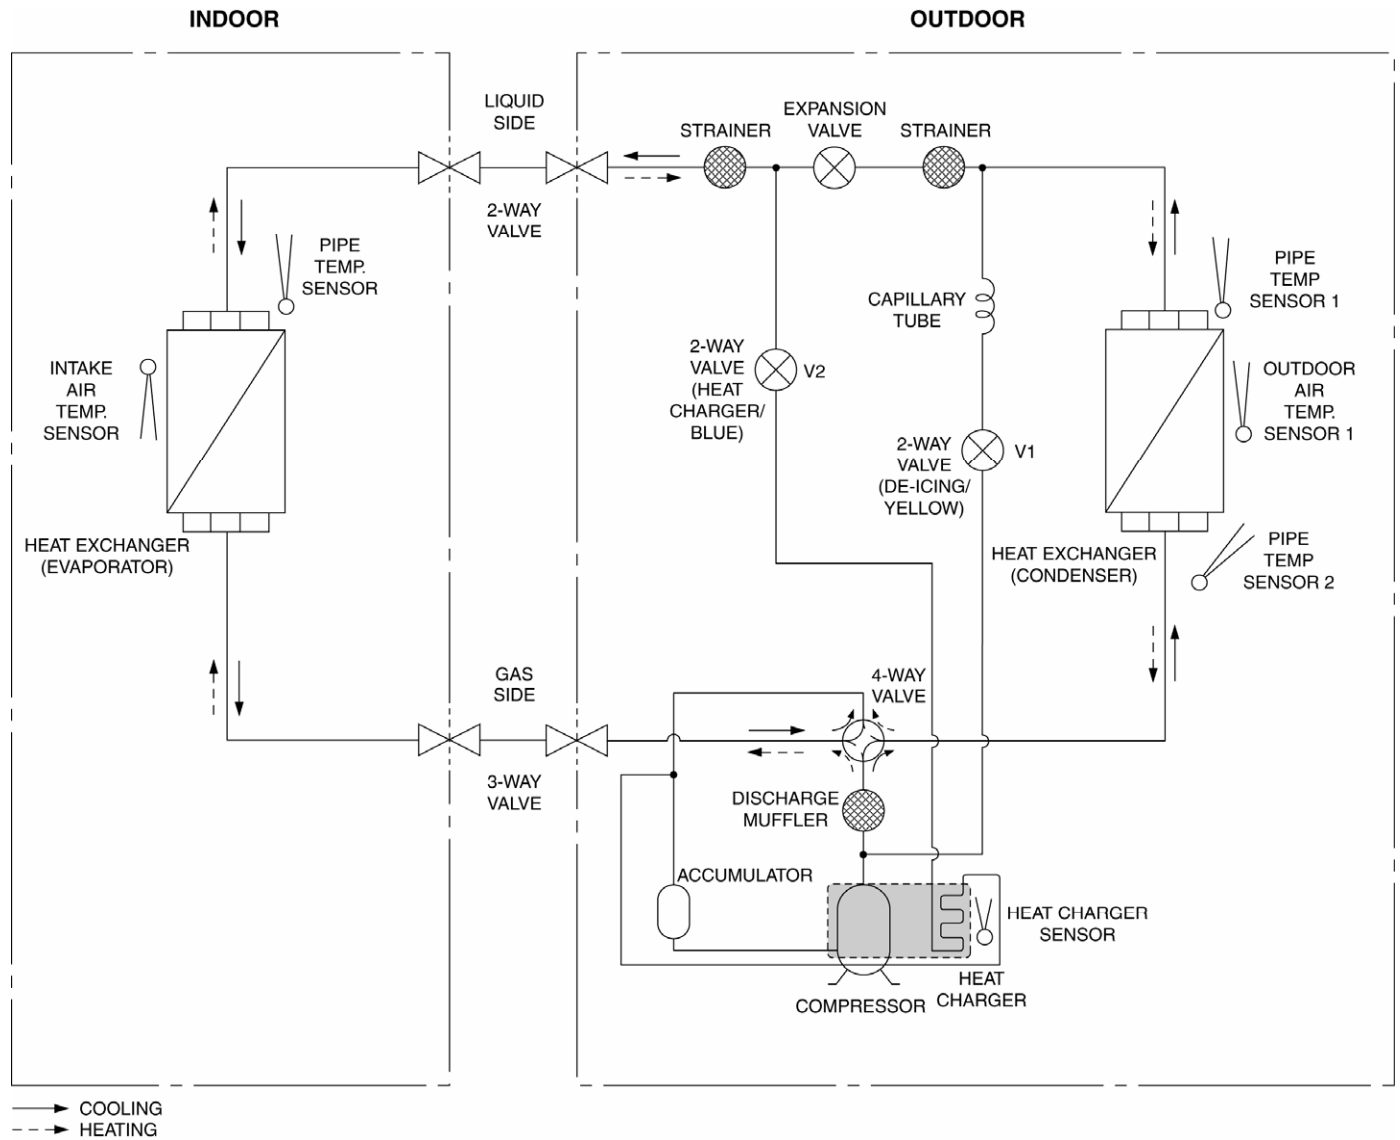 INDOOR
OUTDOOR
LIQUID
SIDE
2-WAY
VALVE
STRAINER
EXPANSION
VALVE
STRAINER
PIPE
TEMP.
SENSOR
INTAKE
AIR
TEMP.
SENSOR
HEAT EXCHANGER
(EVAPORATOR)
2-WAY
VALVE
(HEAT
CHARGER/
BLUE)
V2
CAPILLARY
TUBE
2-WAY
VALVE
(DE-ICING/
YELLOW)
V1
PIPE
TEMP
SENSOR 1
OUTDOOR
AIR
TEMP.
SENSOR 1
HEAT EXCHANGER
(CONDENSER)
PIPE
TEMP
SENSOR 2
GAS
SIDE
3-WAY
VALVE
4-WAY
VALVE
DISCHARGE
MUFFLER
ACCUMULATOR
HEAT CHARGER
SENSOR
HEAT
CHARGER
COMPRESSOR
COOLING
HEATING